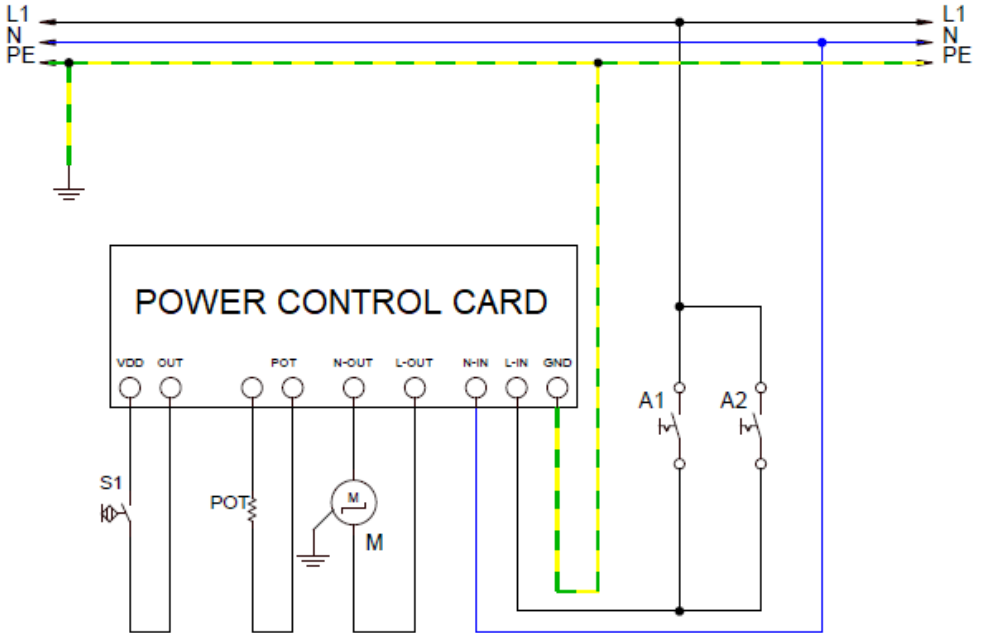 L1 L1
N N
PE PE
POWER CONTROL CARD
VDD OUT POT N-OUT L-OUT N-IN L-IN GND
A1 A2
S1
POT M
M